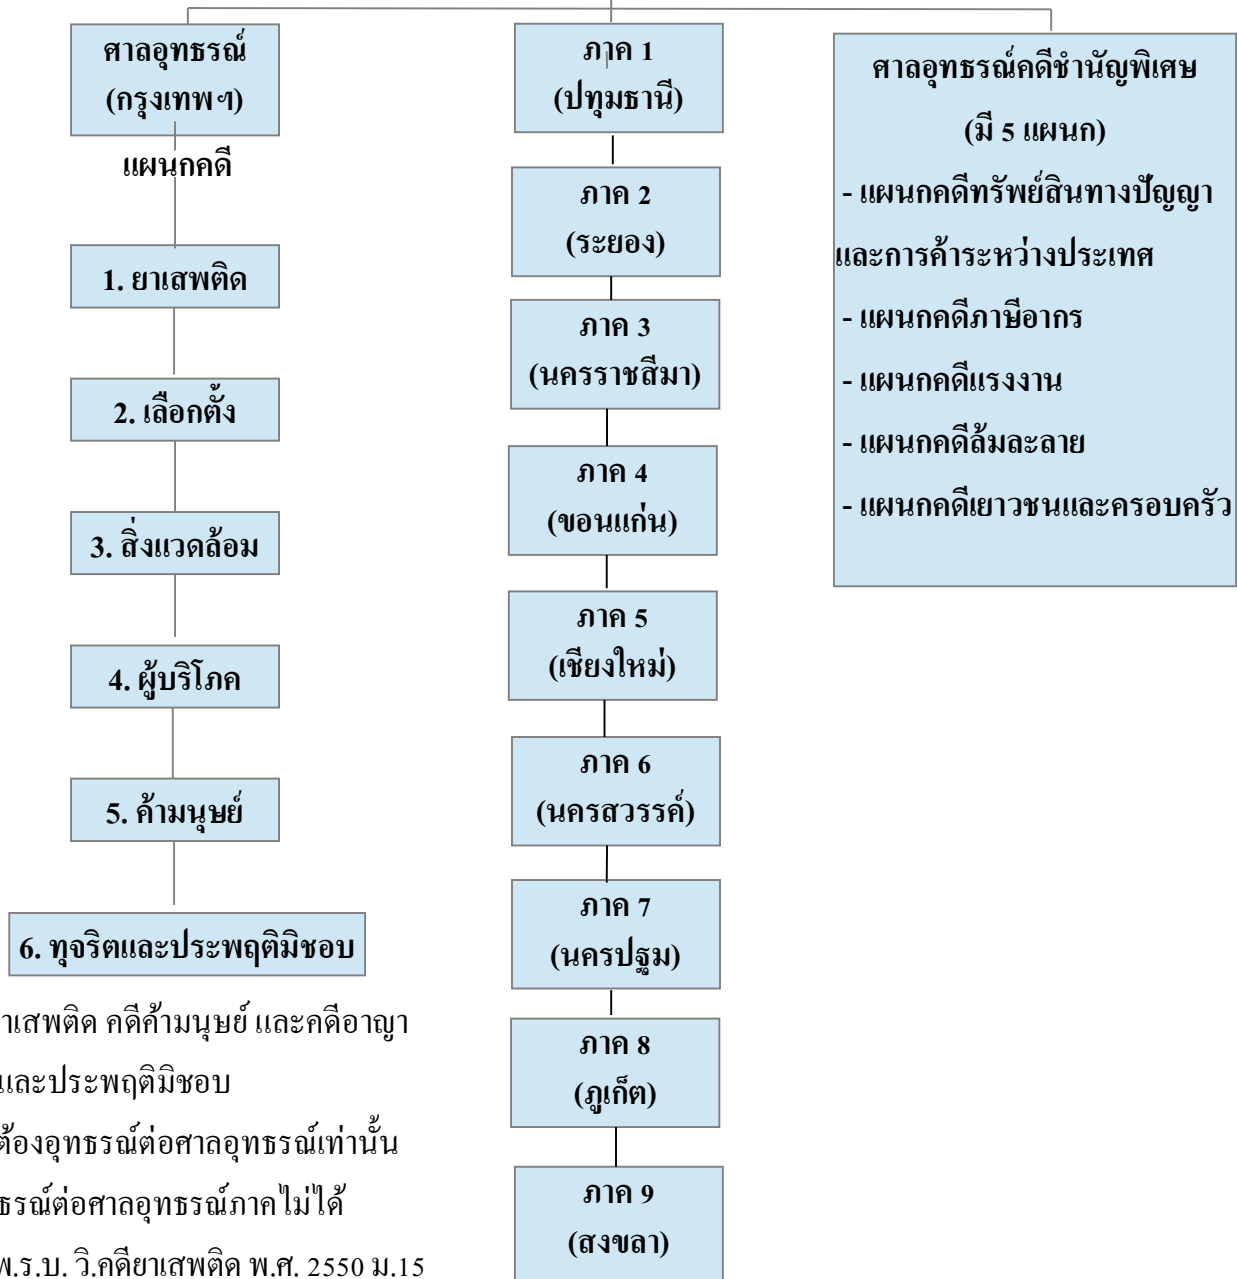 ศาลอุทธรณ์
(กรุงเทพฯ)
แผนกคดี
1. ยาเสพติด
2. เลือกตั้ง
3. สิ่งแวดล้อม
4. ผู้บริโภค
5. ค้ามนุษย์
6. ทุจริตและประพฤติมิชอบ
าเสพติด คดีค้ามนุษย์ และคดีอาญา
และประพฤติมิชอบ
ต้องอุทธรณ์ต่อศาลอุทธรณ์เท่านั้น
ธรณ์ต่อศาลอุทธรณ์ภาคไม่ได้
พ.ร.บ. วิ.คดียาเสพติด พ.ศ. 2550 ม.15
ภาค 1
(ปทุมธานี)
ภาค 2
(ระยอง)
ภาค 3
(นครราชสีมา)
ภาค 4
(ขอนแก่น)
ภาค 5
(เชียงใหม่)
ภาค 6
(นครสวรรค์)
ภาค 7
(นครปฐม)
ภาค 8
(ภูเก็ต)
ภาค 9
(สงขลา)
ศาลอุทธรณ์คดีชำนัญพิเศษ
(มี 5 แผนก)
- แผนกคดีทรัพย์สินทางปัญญา
และการค้าระหว่างประเทศ
- แผนกคดีภาษีอากร
- แผนกคดีแรงงาน
- แผนกคดีล้มละลาย
- แผนกคดีเยาวชนและครอบครัว